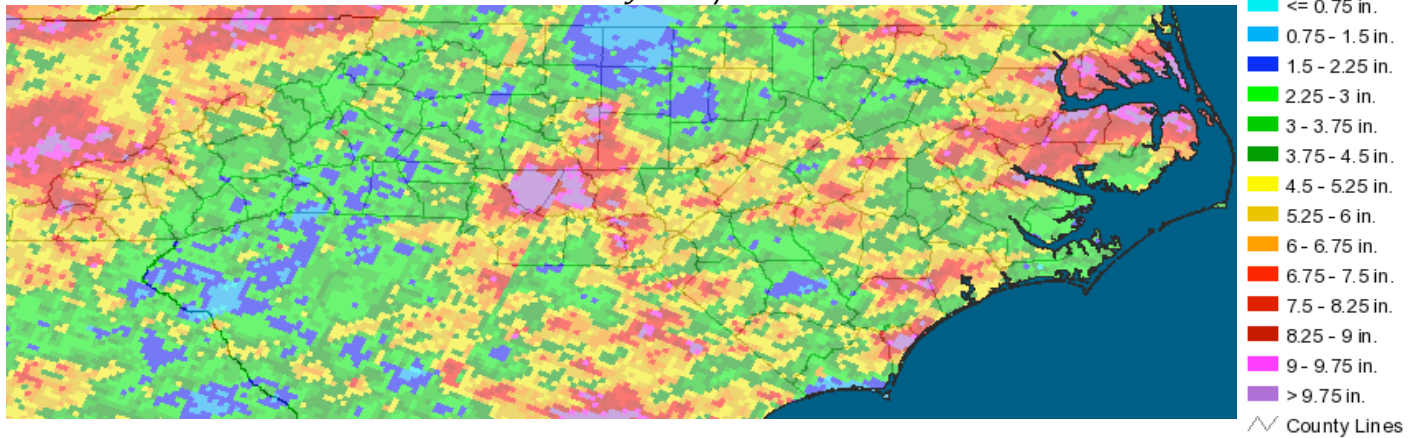 <= 0.75 in.
0.75 - 1.5 in.
1.5 - 2.25 in.
2.25 - 3 in.
3 - 3.75 in.
3.75 - 4.5 in.
4.5 - 5.25 in.
5.25 - 6 in.
6 - 6.75 in.
6.75 - 7.5 in.
7.5 - 8.25 in.
8.25 - 9 in.
9 - 9.75 in.
> 9.75 in.
County Lines